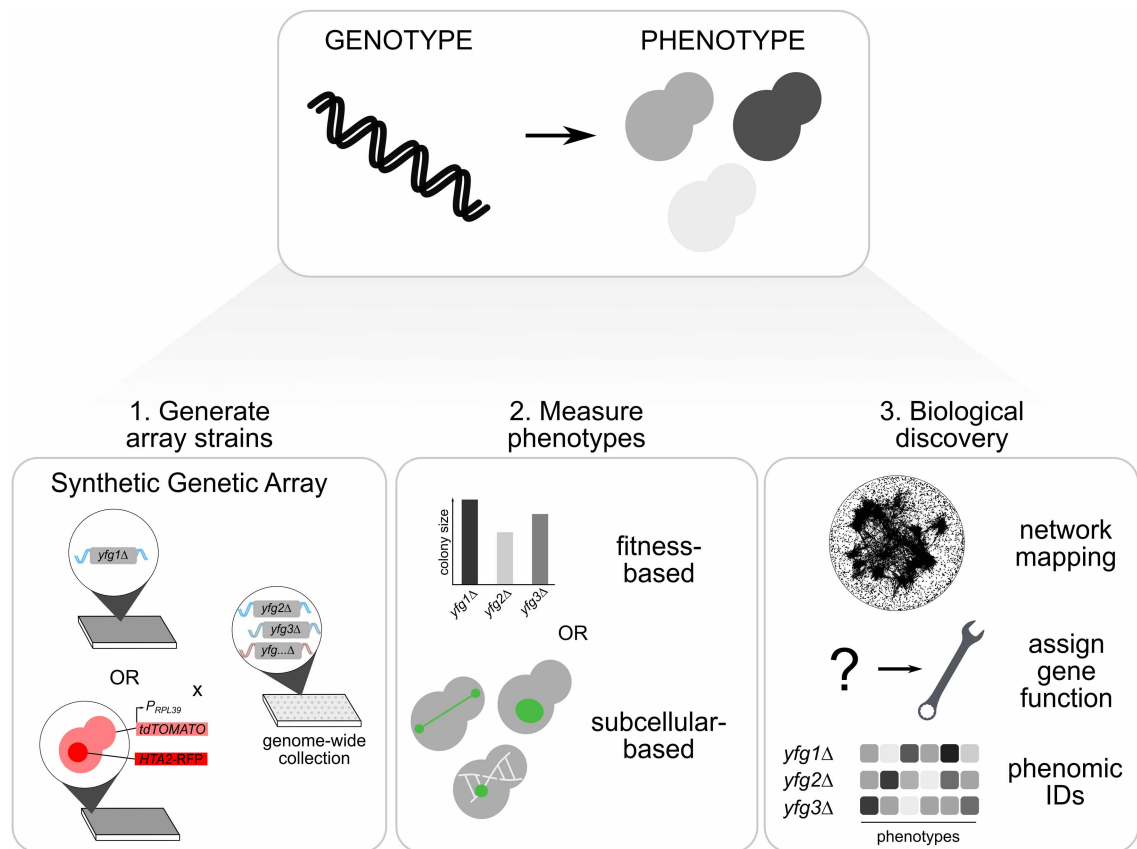 GENOTYPE
PHENOTYPE
1. Generate
array strains
2. Measure
phenotypes
3. Biological
discovery
Synthetic Genetic Array
yfg1Δ
OR
x
P_RPL39
tdTOMATO
HTA2-RFP
yfg2Δ
yfg3Δ
yfg...Δ
genome-wide
collection
colony size
yfg1Δ
yfg2Δ
yfg3Δ
fitness-
based
OR
subcellular-
based
network
mapping
?
assign
gene
function
yfg1Δ
yfg2Δ
yfg3Δ
phenotypes
phenomic
IDs